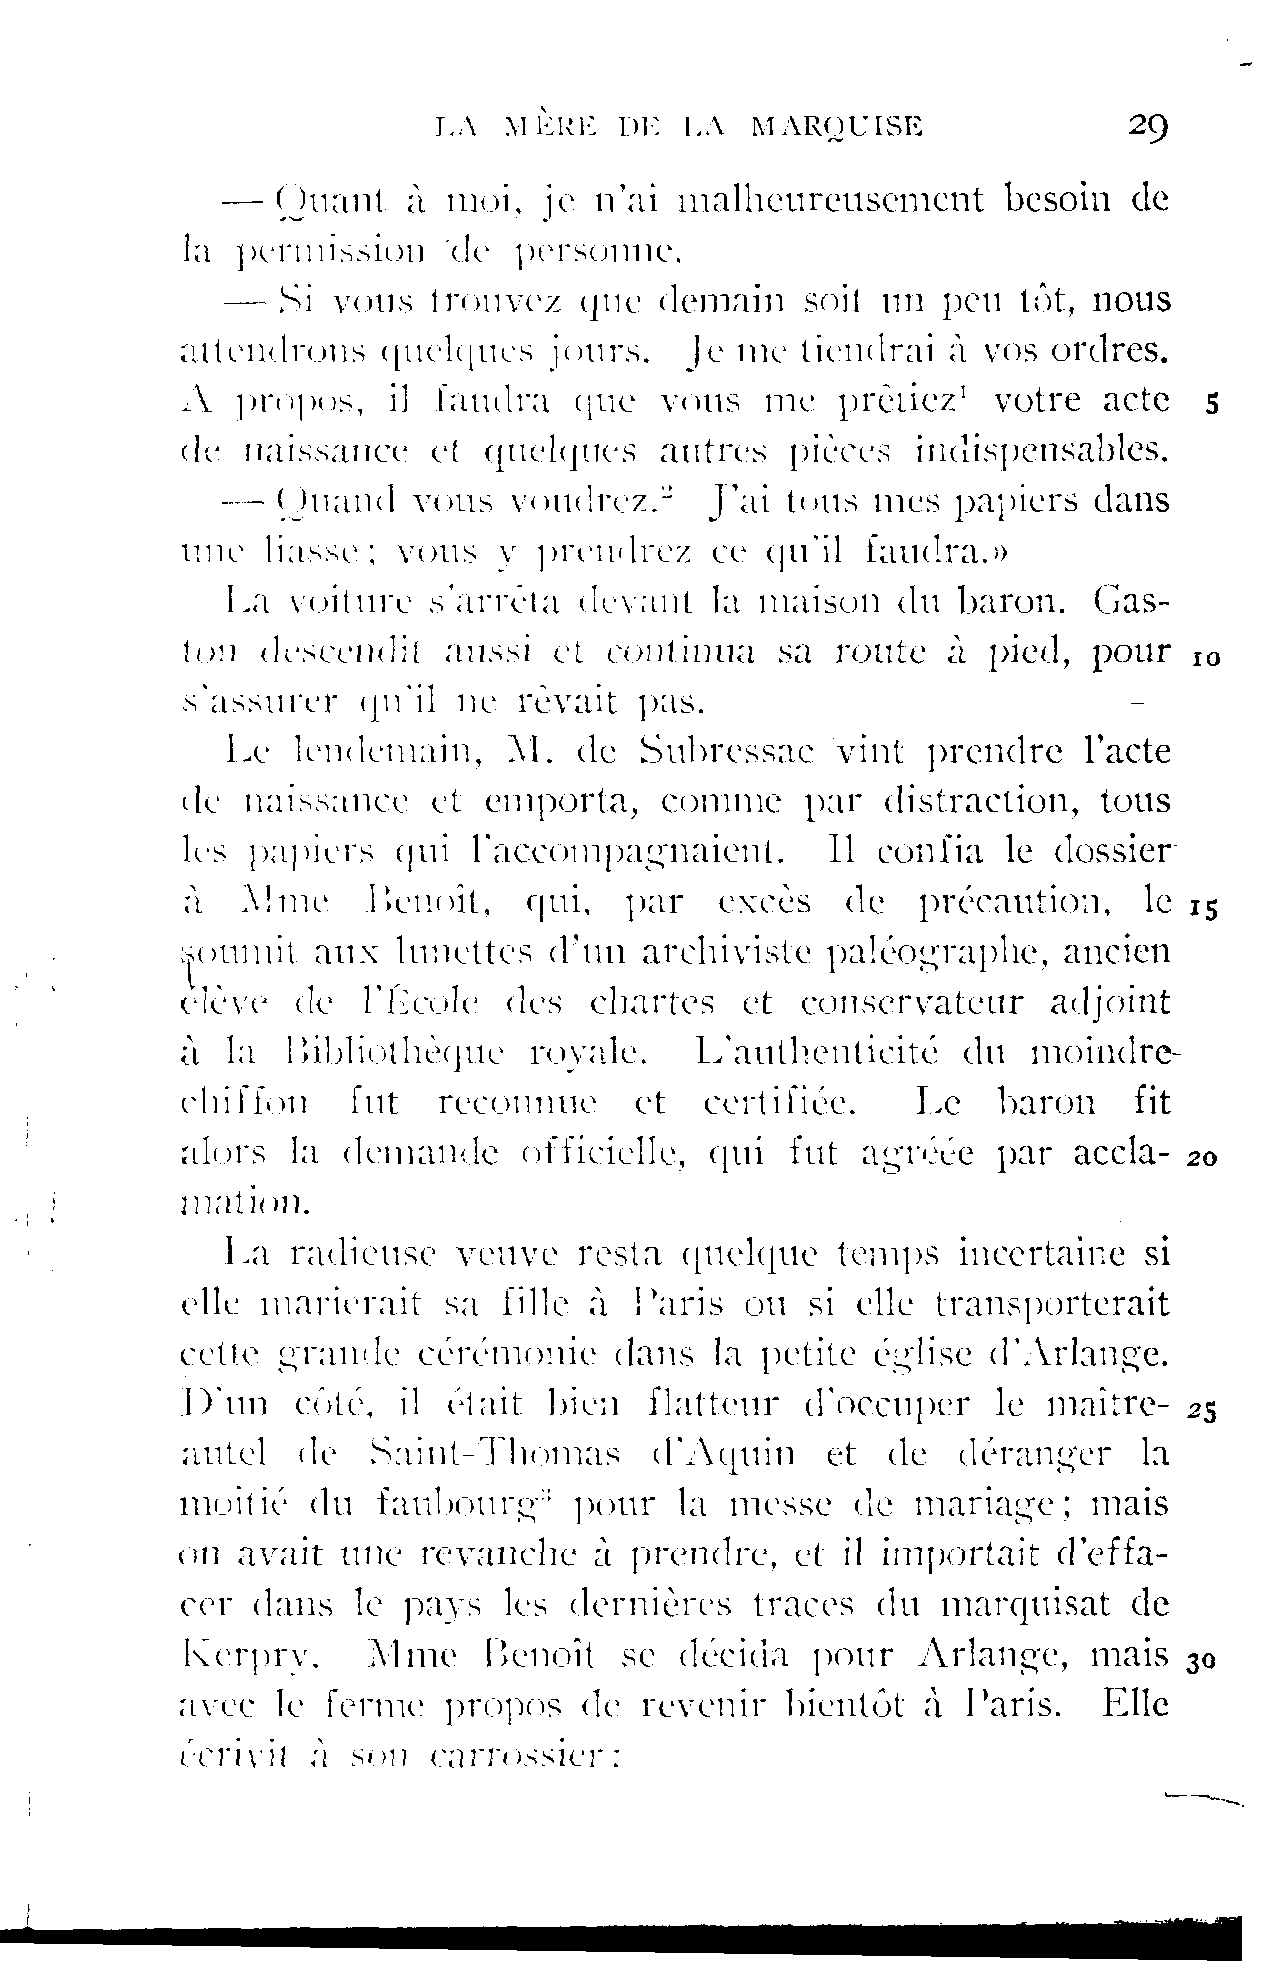 LA MÈRE DE LA MARQUISE 29
— Quant à moi, je n'ai malheureusement besoin de
la permission de personne.
— Si vous trouvez que demain soit un peu tôt, nous
attendrons quelques jours. Je me tiendrai à vos ordres.
A propos, il faudra que vous me prêtiez¹ votre acte 5
de naissance et quelques autres pièces indispensables.
— Quand vous voudrez.² J'ai tous mes papiers dans
une liasse; vous y prendrez ce qu'il faudra.»
La voiture s'arrêta devant la maison du baron. Gas-
ton descendit aussi et continua sa route à pied, pour 10
s'assurer qu'il ne rêvait pas.
Le lendemain, M. de Subressac vint prendre l'acte
de naissance et emporta, comme par distraction, tous
les papiers qui l'accompagnaient. Il confia le dossier
à Mme Benoît, qui, par excès de précaution, le 15
soumit aux lunettes d'un archiviste paléographe, ancien
élève de l'École des chartes et conservateur adjoint
à la Bibliothèque royale. L'authenticité du moindre
chiffon fut reconnue et certifiée. Le baron fit
alors la demande officielle, qui fut agréée par accla- 20
mation.
La radieuse veuve resta quelque temps incertaine si
elle marierait sa fille à Paris ou si elle transporterait
cette grande cérémonie dans la petite église d'Arlange.
D'un côté, il était bien flatteur d'occuper le maître- 25
autel de Saint-Thomas d'Aquin et de déranger la
moitié du faubourg³ pour la messe de mariage; mais
on avait une revanche à prendre, et il importait d'effa-
cer dans le pays les dernières traces du marquisat de
Kerpry. Mme Benoît se décida pour Arlange, mais 30
avec le ferme propos de revenir bientôt à Paris. Elle
écrivit à son carrossier: